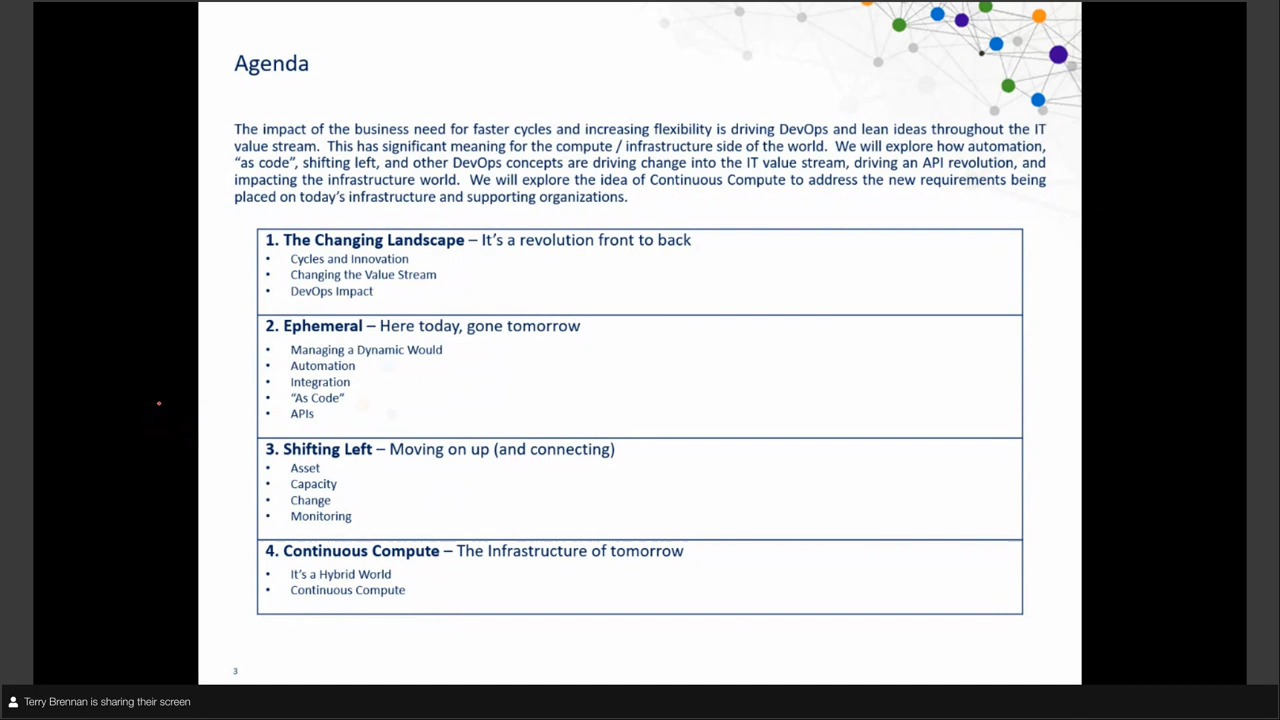 Agenda
The impact of the business need for faster cycles and increasing flexibility is driving DevOps and lean ideas throughout the IT
value stream. This has significant meaning for the compute / infrastructure side of the world. We will explore how automation,
“as code”, shifting left, and other DevOps concepts are driving change into the IT value stream, driving an API revolution, and
impacting the infrastructure world. We will explore the idea of Continuous Compute to address the new requirements being
placed on today’s infrastructure and supporting organizations.
1. The Changing Landscape – It’s a revolution front to back
• Cycles and Innovation
• Changing the Value Stream
• DevOps Impact
2. Ephemeral – Here today, gone tomorrow
• Managing a Dynamic Would
• Automation
• Integration
• “As Code”
• APIs
3. Shifting Left – Moving on up (and connecting)
• Asset
• Capacity
• Change
• Monitoring
4. Continuous Compute – The Infrastructure of tomorrow
• It’s a Hybrid World
• Continuous Compute
3
Terry Brennan is sharing their screen